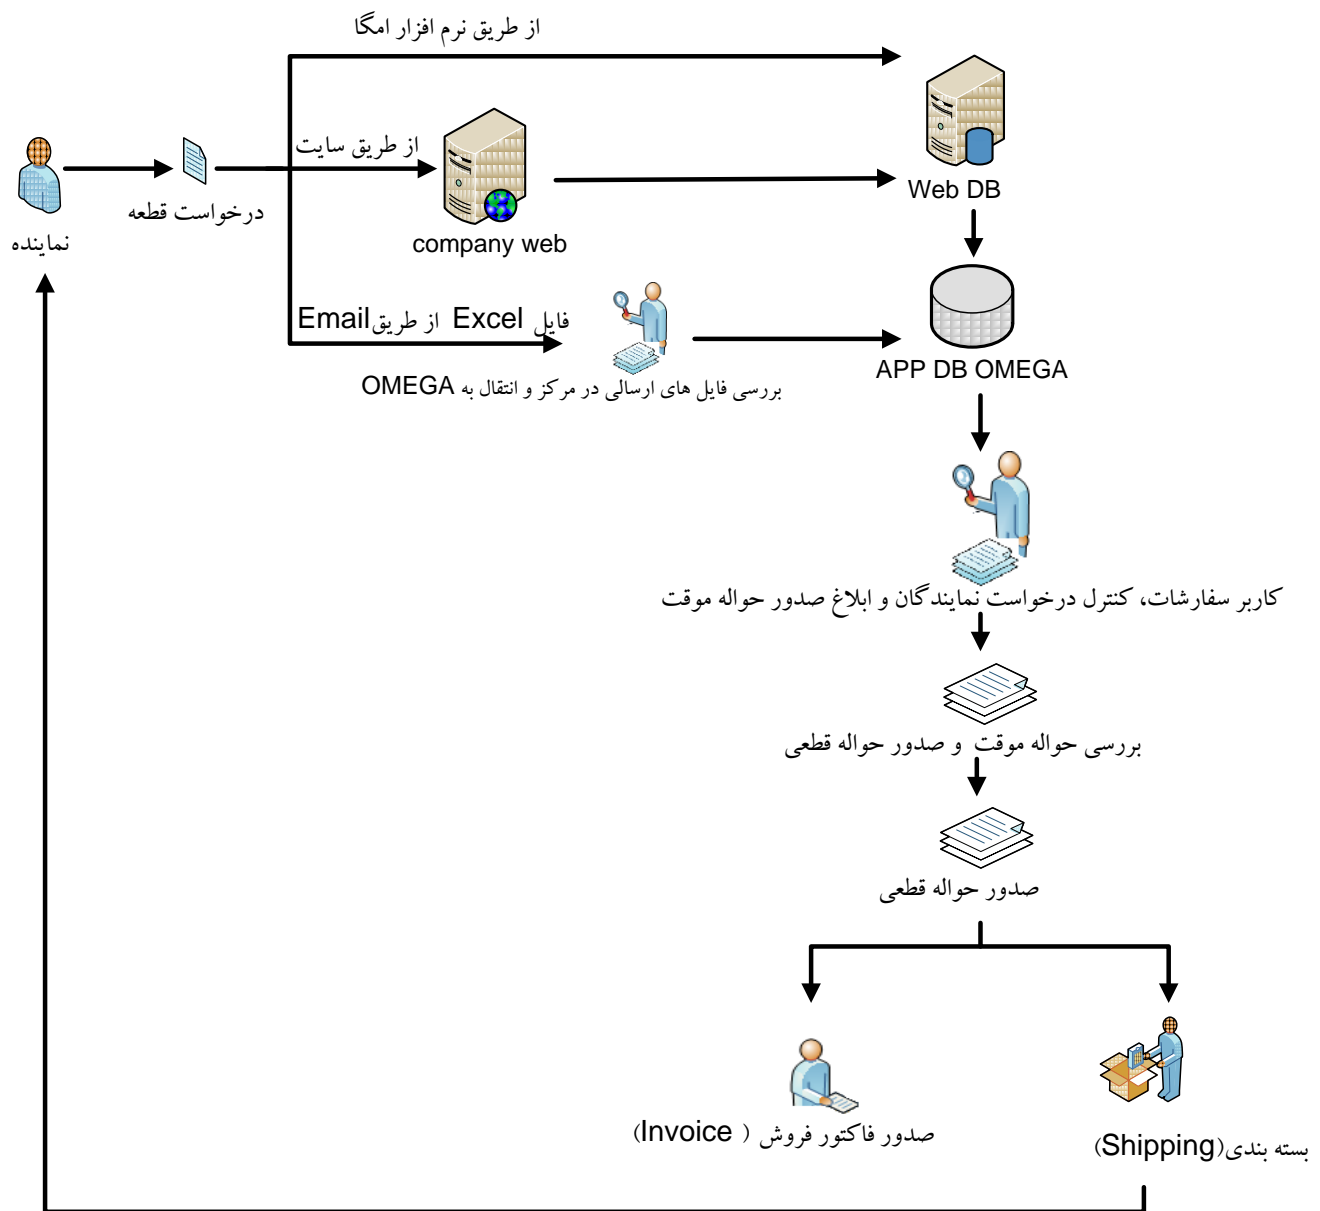 از طریق نرم افزار امگا
از طریق سایت
Web DB
درخواست قطعه
نماینده
company web
فایل Excel از طریق Email
APP DB OMEGA
بررسی فایل های ارسالی در مرکز و انتقال به OMEGA
کاربر سفارشات، کنترل درخواست نمایندگان و ابلاغ صدور حواله موقت
بررسی حواله موقت و صدور حواله قطعی
صدور حواله قطعی
صدور فاکتور فروش ( Invoice)
بسته بندی(Shipping)